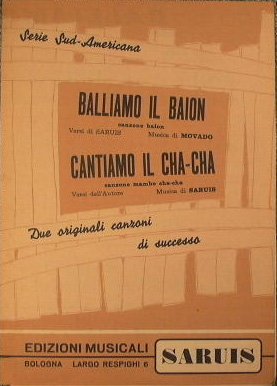 Serie Sud-Americana
BALLIAMO IL BAION
canzone baion
Versi di SARUIS Musica di MOVADO
CANTIAMO IL CHA-CHA
canzone mambo cha-cha
Versi dell'Autore Musica di SARUIS
Due originali canzoni
di successo
EDIZIONI MUSICALI SARUIS
BOLOGNA LARGO RESPIGHI 6